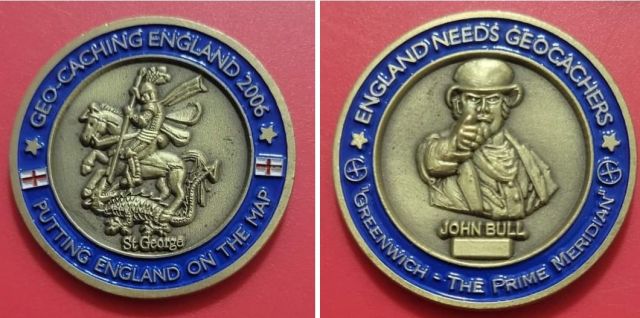 GEO-CACHING ENGLAND 2006
St George
PUTTING ENGLAND ON THE MAP
ENGLAND NEEDS GEOCACHERS
JOHN BULL
"GREENWICH - THE PRIME MERIDIAN"